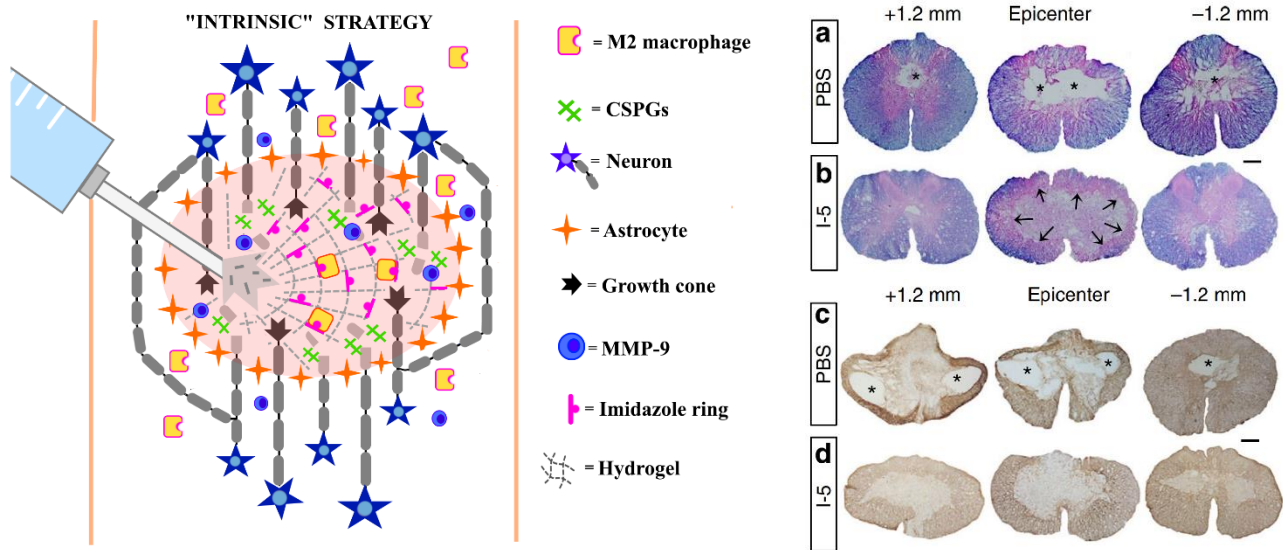 "INTRINSIC" STRATEGY
= M2 macrophage
= CSPGs
= Neuron
= Astrocyte
= Growth cone
= MMP-9
= Imidazole ring
= Hydrogel
+1.2 mm Epicenter –1.2 mm
a
PBS
* * * *
b
I-5
+1.2 mm Epicenter –1.2 mm
c
PBS
* * * * *
d
I-5